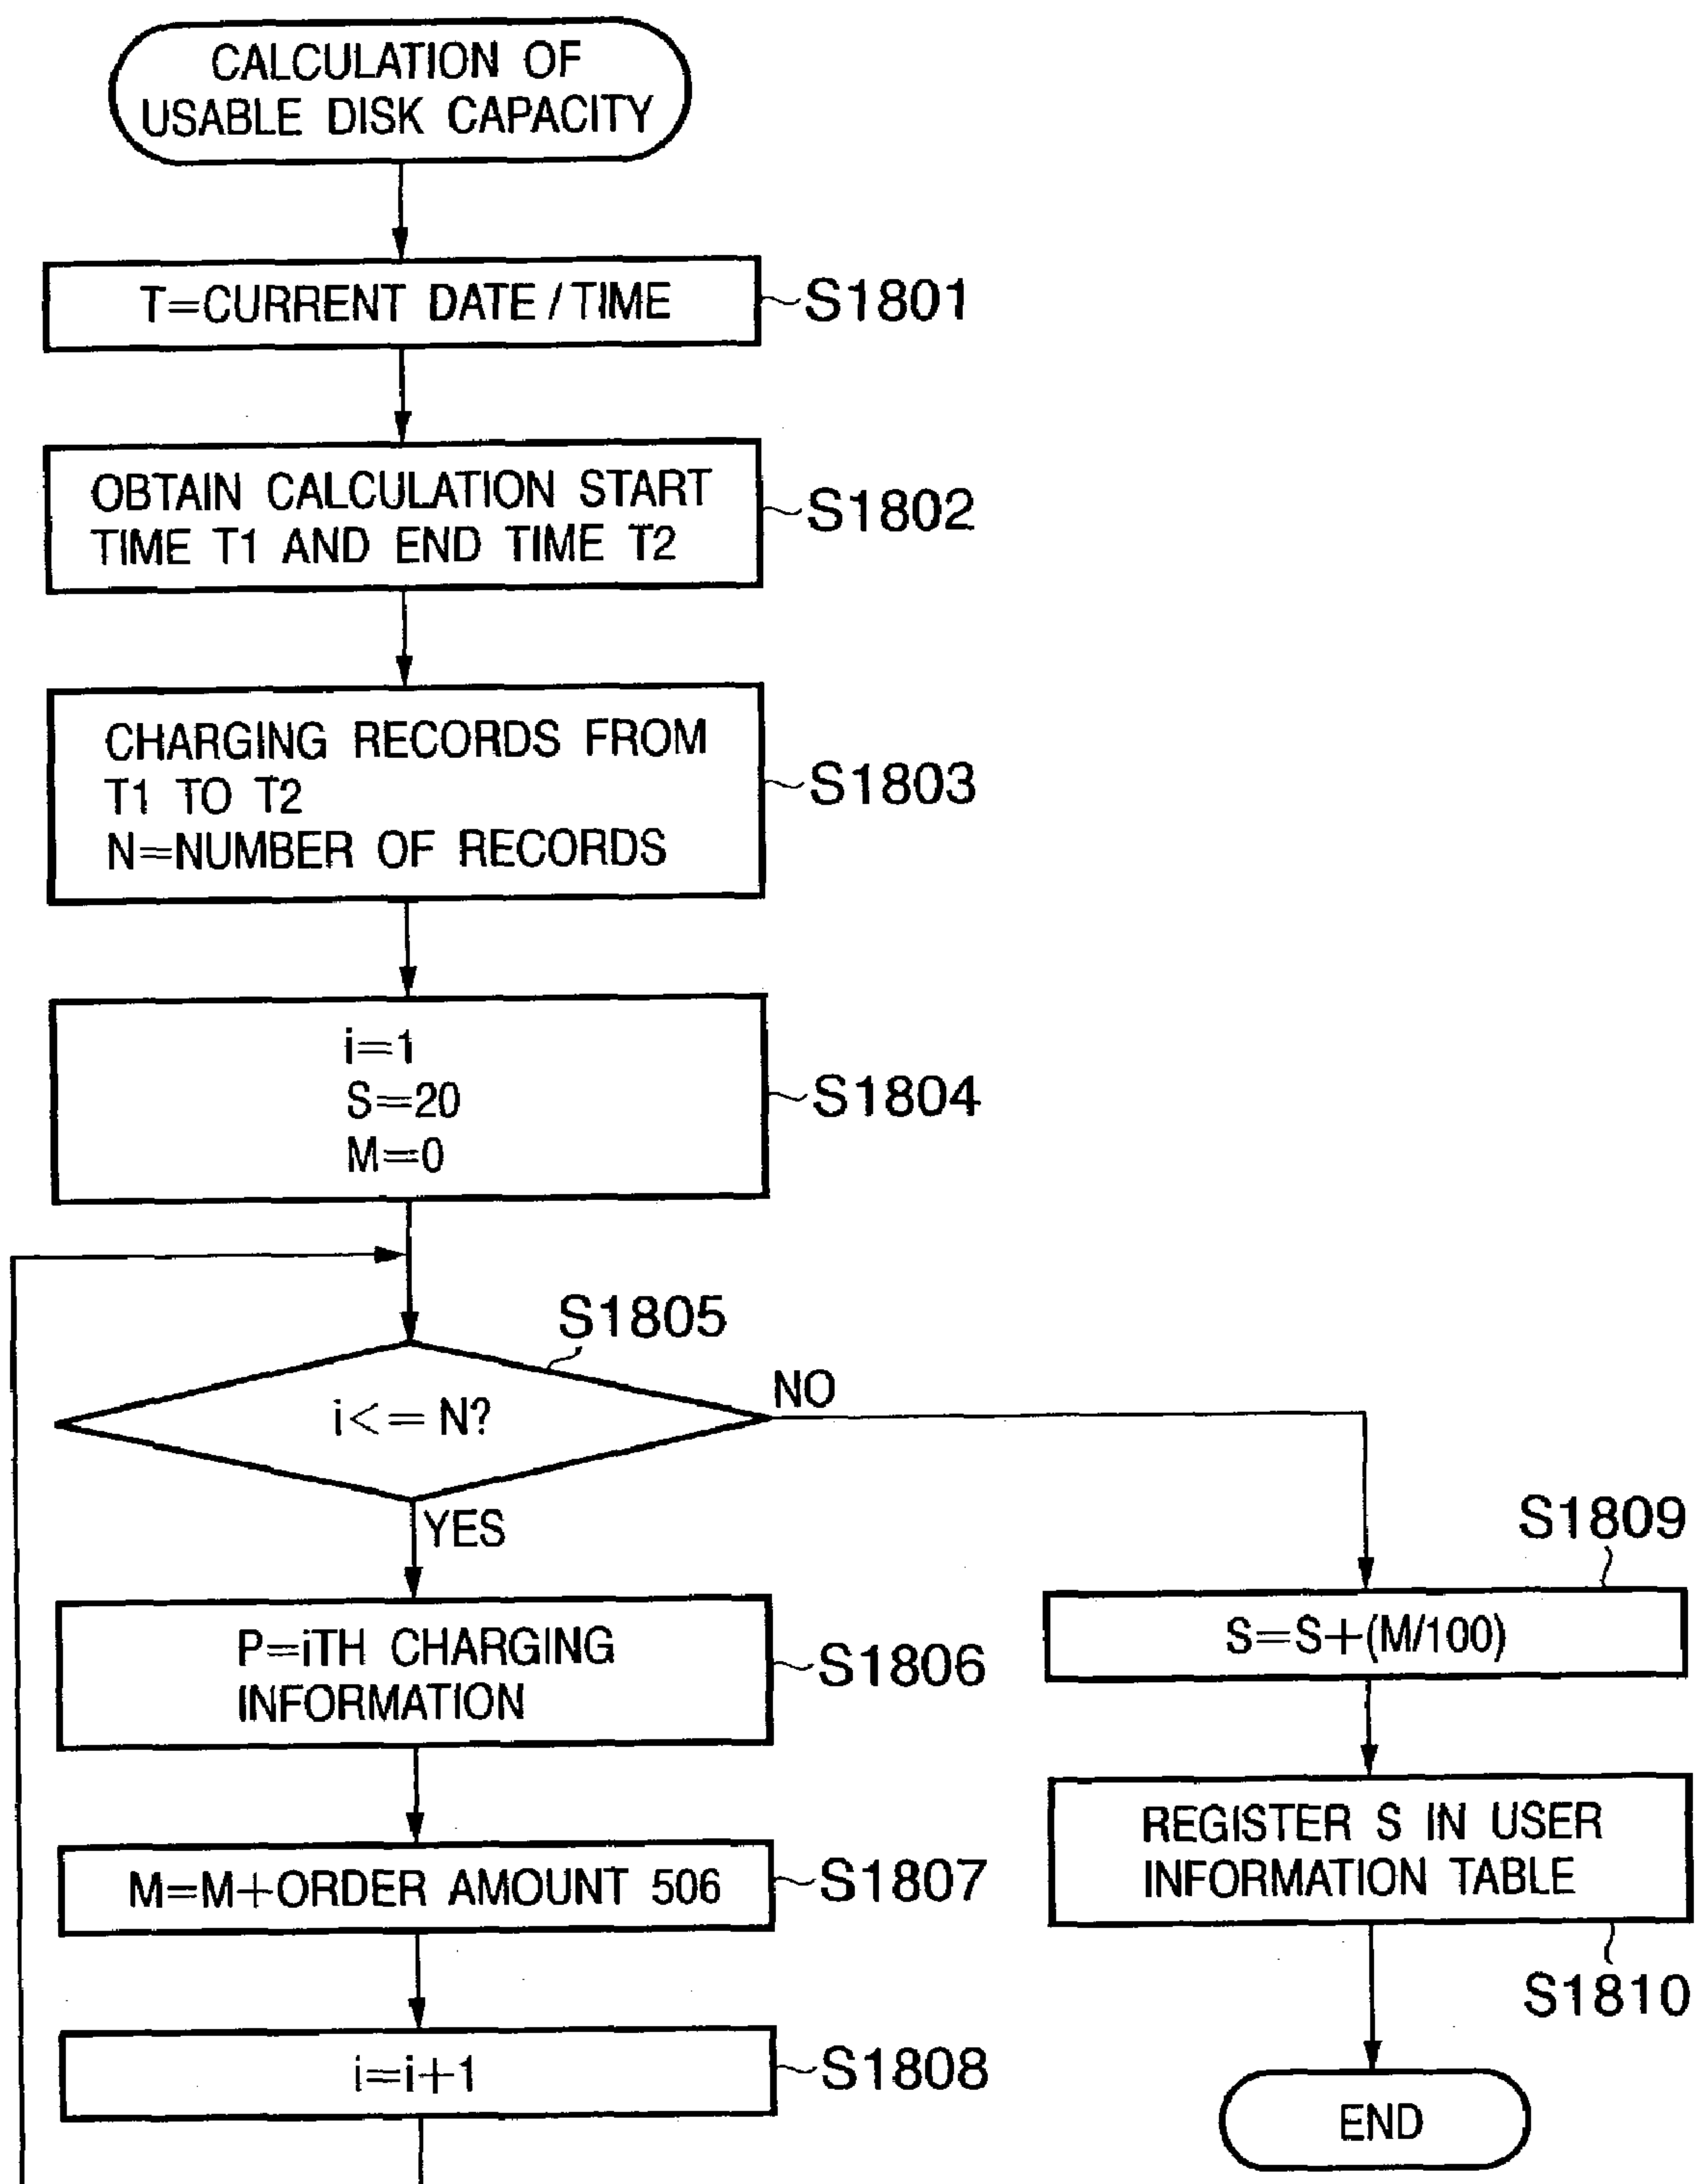 CALCULATION OF
USABLE DISK CAPACITY
T=CURRENT DATE/TIME
S1801
OBTAIN CALCULATION START
TIME T1 AND END TIME T2
S1802
CHARGING RECORDS FROM
T1 TO T2
N=NUMBER OF RECORDS
S1803
i=1
S=20
M=0
S1804
S1805
i<=N?
NO
YES
P=iTH CHARGING
INFORMATION
S1806
M=M+ORDER AMOUNT 506
S1807
i=i+1
S1808
S1809
S=S+(M/100)
REGISTER S IN USER
INFORMATION TABLE
S1810
END